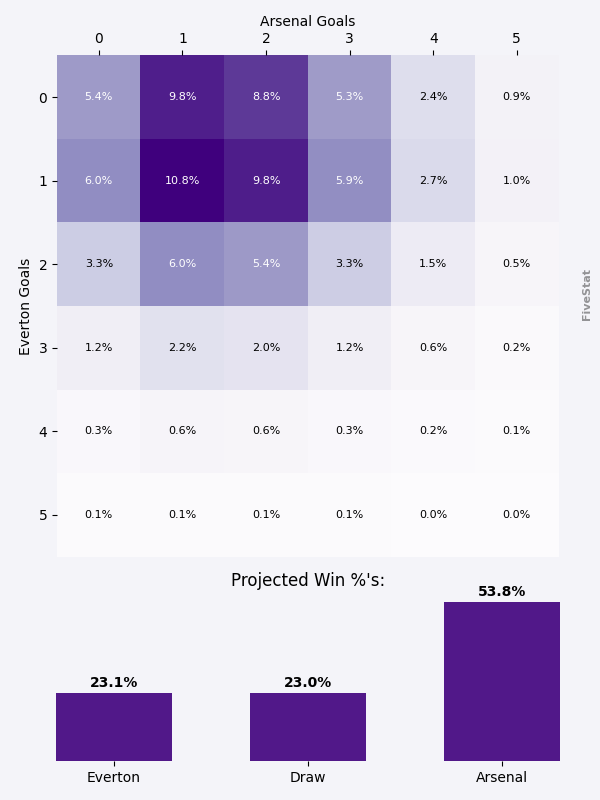 Arsenal Goals
0 1 2 3 4 5
0 5.4% 9.8% 8.8% 5.3% 2.4% 0.9%
1 6.0% 10.8% 9.8% 5.9% 2.7% 1.0%
2 3.3% 6.0% 5.4% 3.3% 1.5% 0.5%
3 1.2% 2.2% 2.0% 1.2% 0.6% 0.2%
4 0.3% 0.6% 0.6% 0.3% 0.2% 0.1%
5 0.1% 0.1% 0.1% 0.1% 0.0% 0.0%
Everton Goals
FiveStat
Projected Win %'s:
23.1% 23.0% 53.8%
Everton Draw Arsenal